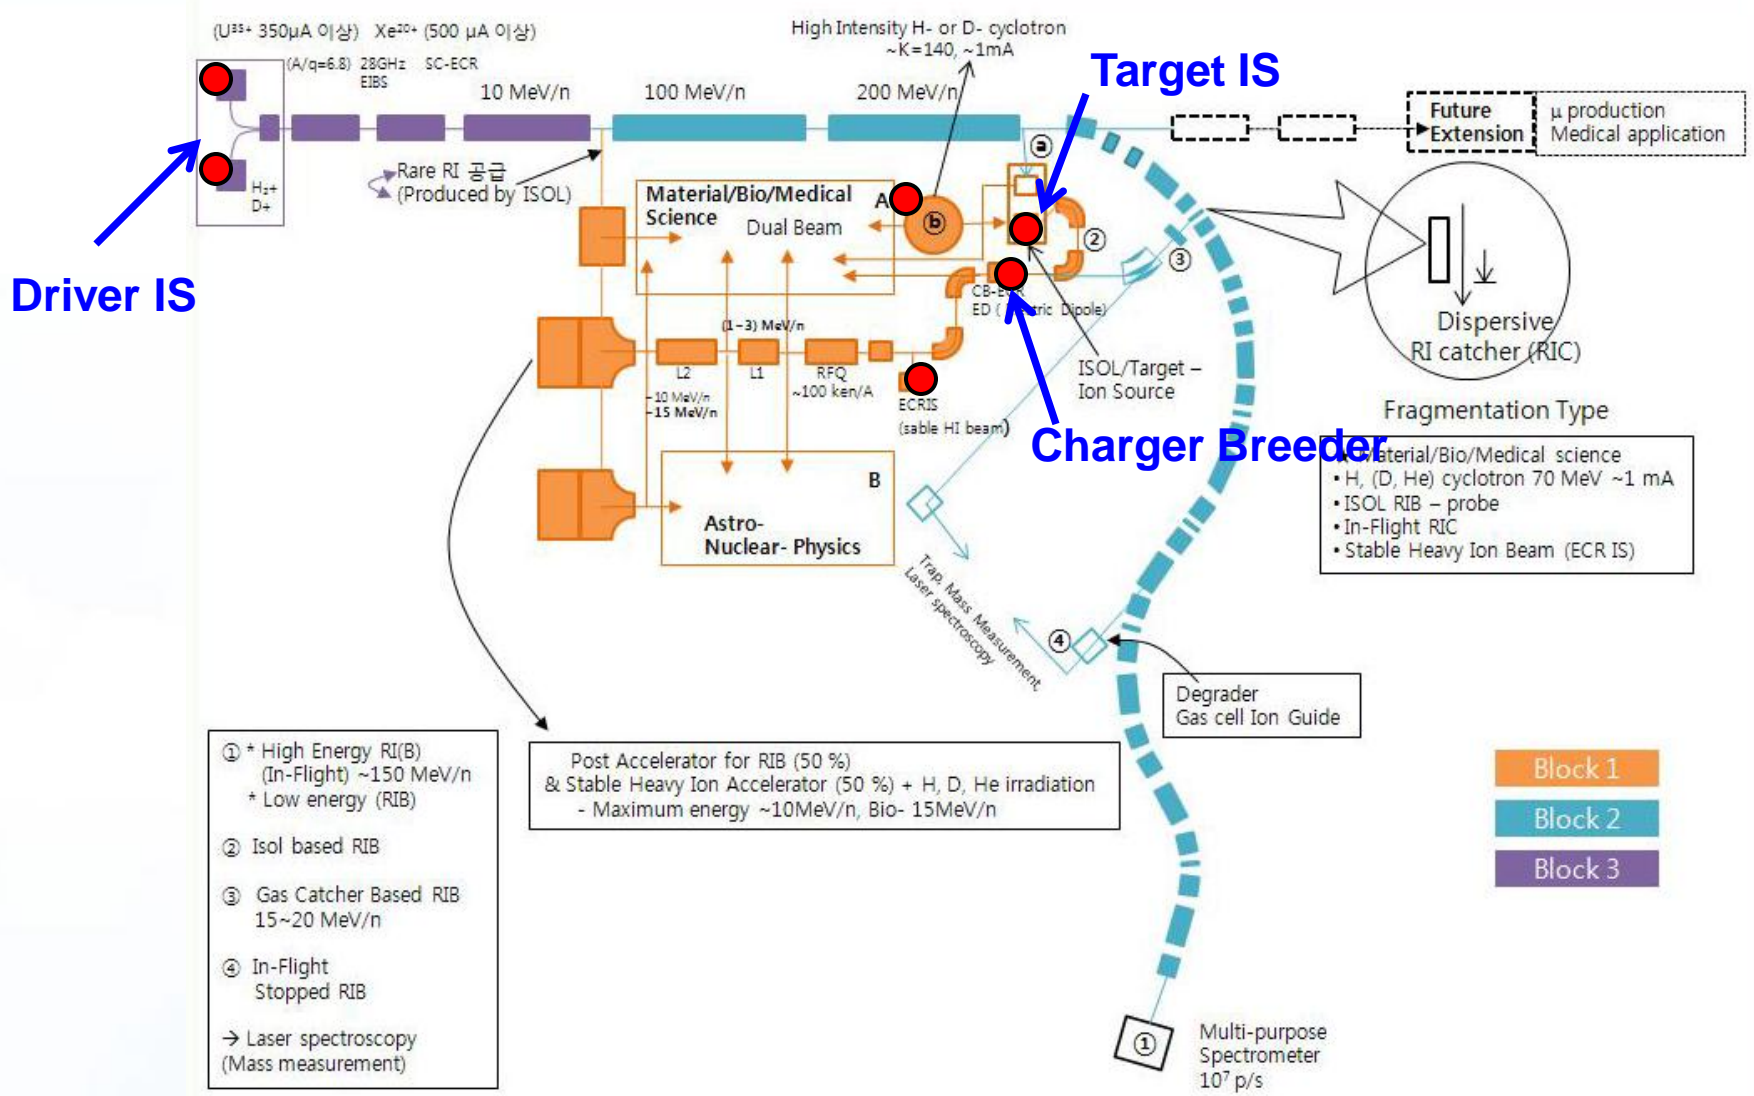 (U³³⁺ 350μA 이상) Xe²⁰⁺ (500 μA 이상)
(A/q=6.8) 28GHz SC-ECR
EIBS
10 MeV/n
100 MeV/n
200 MeV/n
High Intensity H- or D- cyclotron
~K=140, ~1mA
Target IS
Future
Extension
μ production
Medical application
H₂+
D+
Rare RI 공급
(Produced by ISOL)
Driver IS
Material/Bio/Medical
Science
Dual Beam
A
ⓐ
ⓑ
②
③
CB-ECR
ED ( Electric Dipole)
Dispersive
RI catcher (RIC)
Fragmentation Type
(1~3) MeV/n
L2
L1
RFQ
~100 ken/A
~10 MeV/n
~15 MeV/n
ECRIS
(sable HI beam)
ISOL/Target –
Ion Source
Charger Breeder
Material/Bio/Medical science
• H, (D, He) cyclotron 70 MeV ~1 mA
• ISOL RIB – probe
• In-Flight RIC
• Stable Heavy Ion Beam (ECR IS)
B
Astro-
Nuclear- Physics
Trap, Mass Measurement,
Laser spectroscopy
④
Degrader
Gas cell Ion Guide
① * High Energy RI(B)
(In-Flight) ~150 MeV/n
* Low energy (RIB)
② Isol based RIB
③ Gas Catcher Based RIB
15~20 MeV/n
④ In-Flight
Stopped RIB
→ Laser spectroscopy
(Mass measurement)
Post Accelerator for RIB (50 %)
& Stable Heavy Ion Accelerator (50 %) + H, D, He irradiation
- Maximum energy ~10MeV/n, Bio- 15MeV/n
Block 1
Block 2
Block 3
①
Multi-purpose
Spectrometer
10⁷ p/s